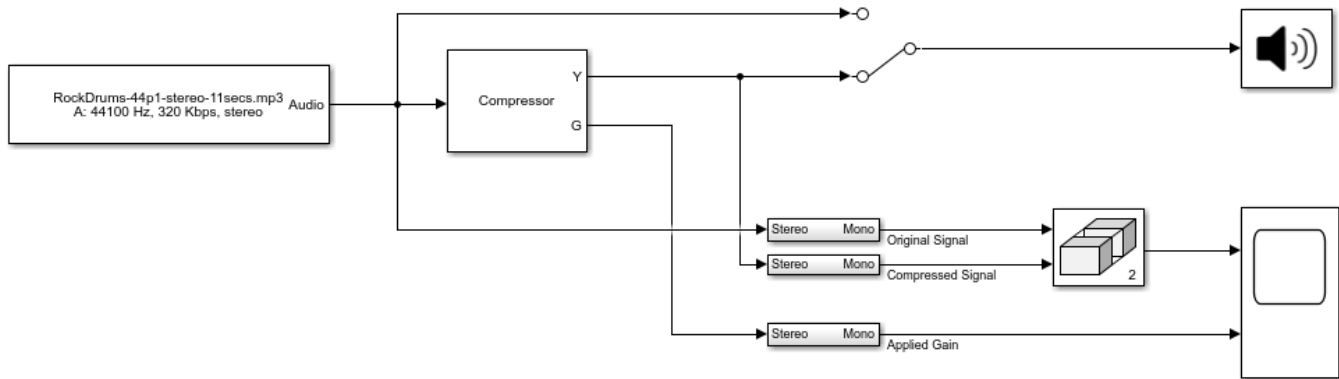 RockDrums-44p1-stereo-11secs.mp3
A: 44100 Hz, 320 Kbps, stereo
Audio
Compressor
Y
G
Stereo Mono
Original Signal
Stereo Mono
Compressed Signal
2
Stereo Mono
Applied Gain